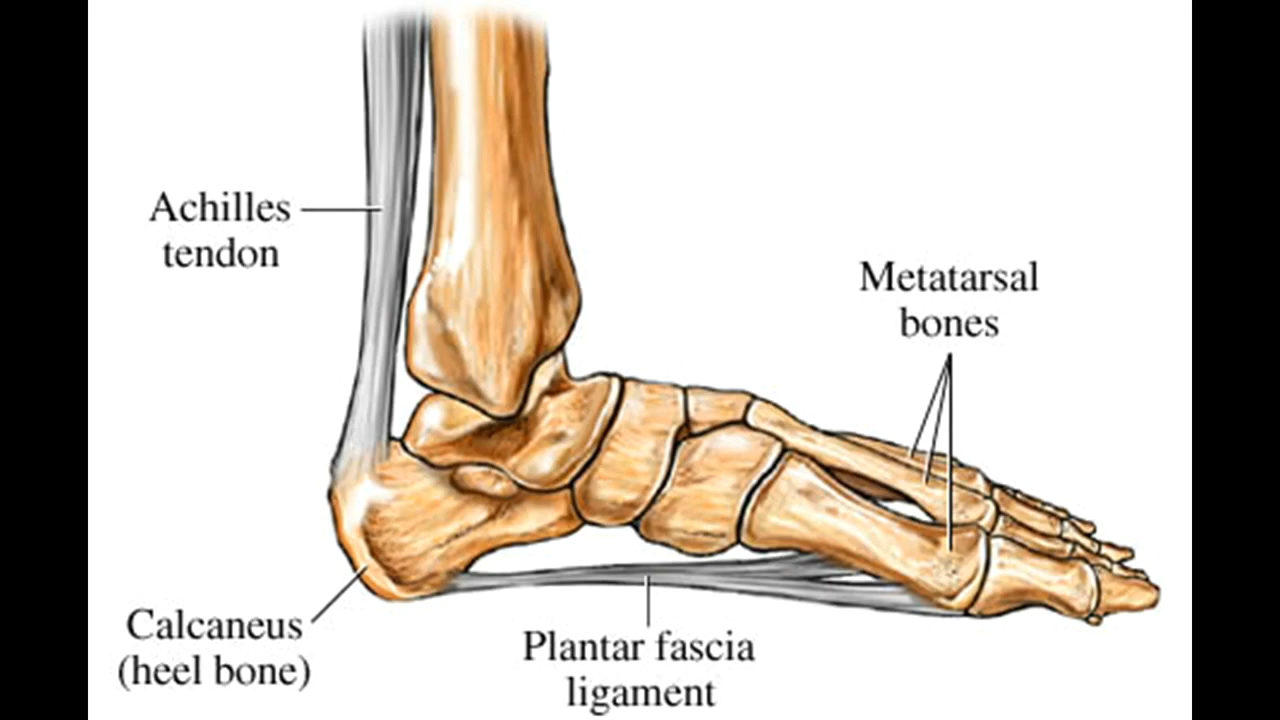 Achilles
tendon
Metatarsal
bones
Calcaneus
(heel bone)
Plantar fascia
ligament